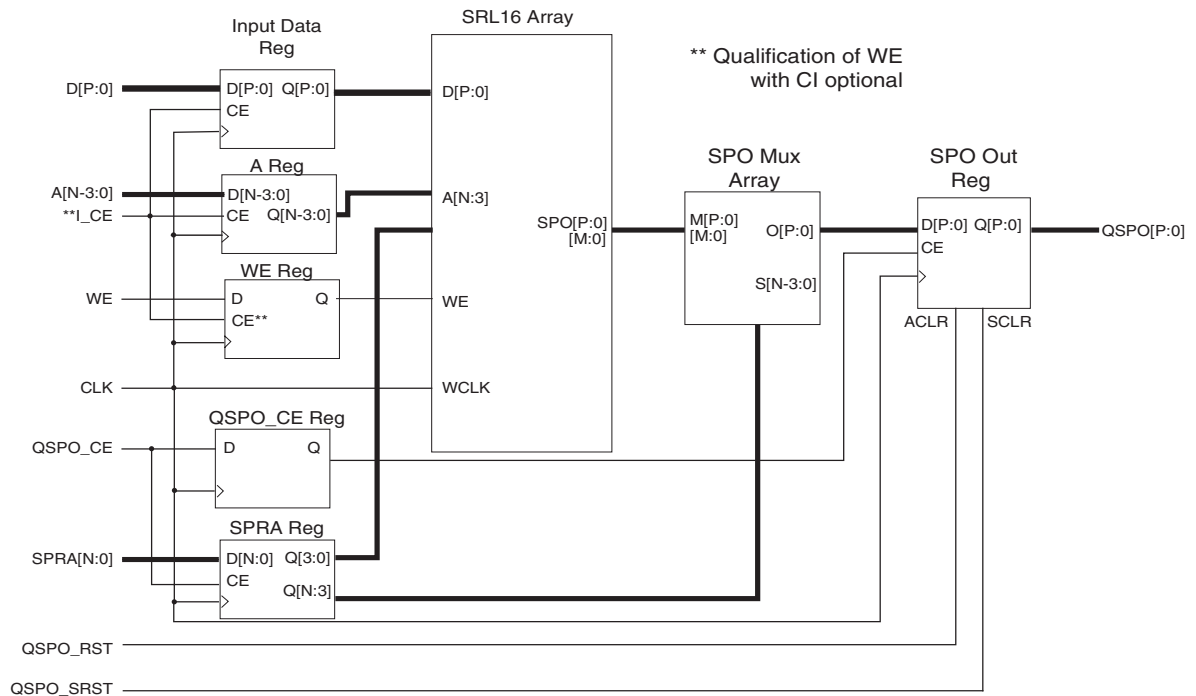 SRL16 Array
Input Data
Reg
** Qualification of WE
with CI optional
D[P:0]
D[P:0] Q[P:0]
CE
D[P:0]
A Reg
A[N-3:0]
**I_CE
D[N-3:0]
CE Q[N-3:0]
A[N:3]
SPO Mux
Array
SPO Out
Reg
SPO[P:0]
[M:0]
M[P:0]
[M:0]
O[P:0]
S[N-3:0]
D[P:0] Q[P:0]
CE
QSPO[P:0]
ACLR SCLR
WE Reg
WE
D Q
CE**
WE
CLK
WCLK
QSPO_CE Reg
QSPO_CE
D Q
SPRA Reg
SPRA[N:0]
D[N:0] Q[3:0]
CE
Q[N:3]
QSPO_RST
QSPO_SRST